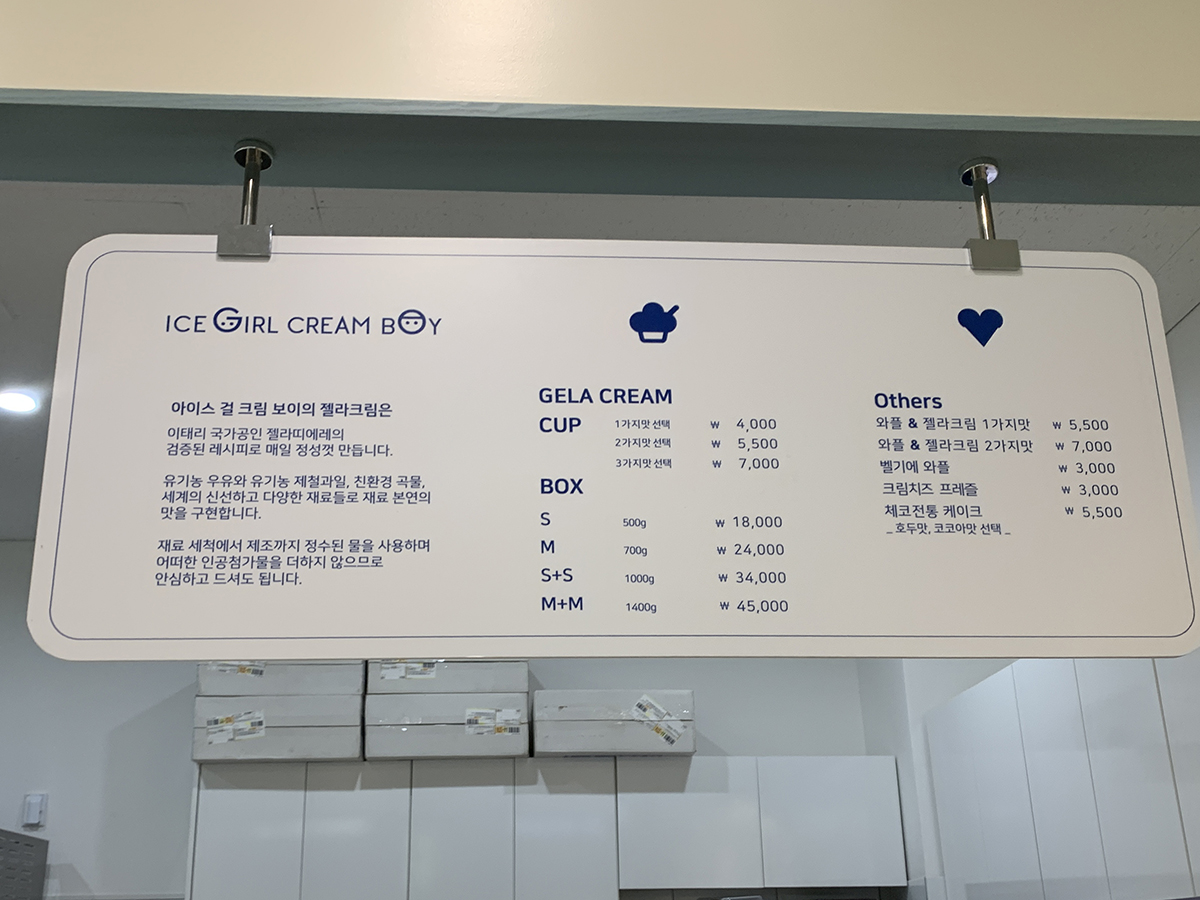 ICE GIRL CREAM BOY
아이스 걸 크림 보이의 젤라크림은
이태리 국가공인 젤라띠에레의
검증된 레시피로 매일 정성껏 만듭니다.
유기농 우유와 유기농 제철과일, 친환경 곡물,
세계의 신선하고 다양한 재료들로 재료 본연의
맛을 구현합니다.
재료 세척에서 제조까지 정수된 물을 사용하며
어떠한 인공첨가물을 더하지 않으므로
안심하고 드셔도 됩니다.
GELA CREAM
CUP 1가지맛 선택 ₩ 4,000
2가지맛 선택 ₩ 5,500
3가지맛 선택 ₩ 7,000
BOX
S 500g ₩ 18,000
M 700g ₩ 24,000
S+S 1000g ₩ 34,000
M+M 1400g ₩ 45,000
Others
와플 & 젤라크림 1가지맛 ₩ 5,500
와플 & 젤라크림 2가지맛 ₩ 7,000
벨기에 와플 ₩ 3,000
크림치즈 프레즐 ₩ 3,000
체코전통 케이크 ₩ 5,500
_ 호두맛, 코코아맛 선택 _